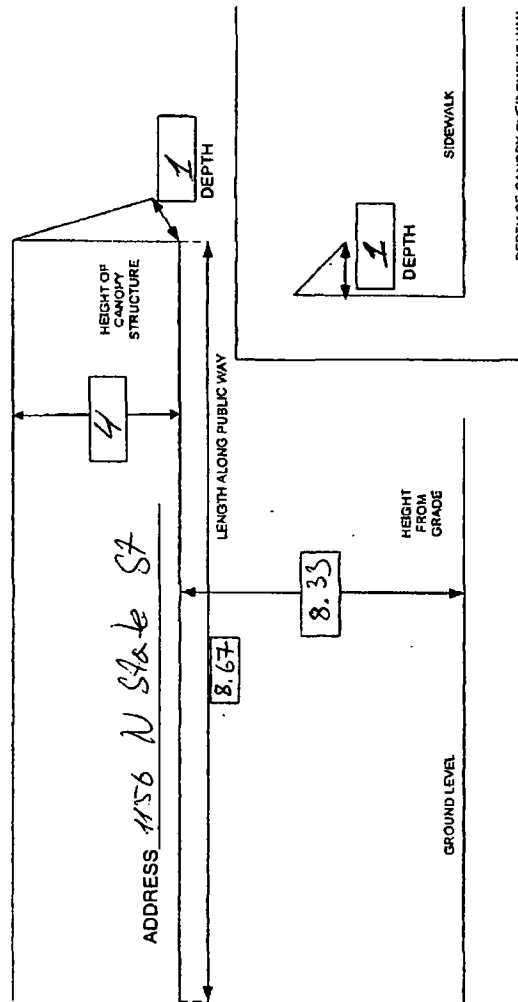 ADDRESS 1156 N State St
4
HEIGHT OF
CANOPY
STRUCTURE
1
DEPTH
LENGTH ALONG PUBLIC WAY
8.67
8.33
HEIGHT
FROM
GRADE
GROUND LEVEL
1
DEPTH
SIDEWALK